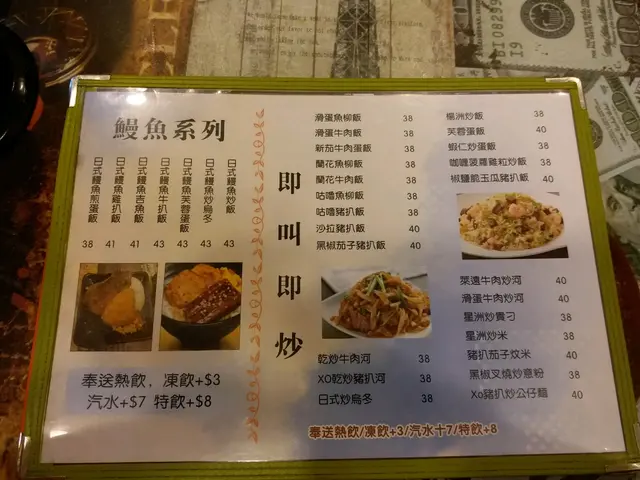 鰻魚系列
日式鰻魚炒飯 43
日式鰻魚炒烏冬 43
日式鰻魚芙蓉蛋飯 43
日式鰻魚牛扒飯 43
日式鰻魚吉魚飯 41
日式鰻魚雞扒飯 41
日式鰻魚煎蛋飯 38
奉送熱飲，凍飲+$3
汽水+$7 特飲+$8
即叫即炒
滑蛋魚柳飯 38
滑蛋牛肉飯 38
新茄牛肉蛋飯 38
蘭花魚柳飯 38
蘭花牛肉飯 38
咕嚕魚柳飯 38
咕嚕豬扒飯 38
沙拉豬扒飯 38
黑椒茄子豬扒飯 40
乾炒牛肉河 38
XO乾炒豬扒河 38
日式炒烏冬 38
楊洲炒飯 38
芙蓉蛋飯 40
蝦仁炒蛋飯 38
咖喱菠蘿雞粒炒飯 38
椒鹽脆玉瓜豬扒飯 40
菜遠牛肉炒河 40
滑蛋牛肉炒河 40
星洲炒貴刁 38
星洲炒米 38
豬扒茄子炆米 40
黑椒叉燒炒意粉 38
Xo豬扒炒公仔麵 40
奉送熱飲/凍飲+3/汽水十7/特飲+8